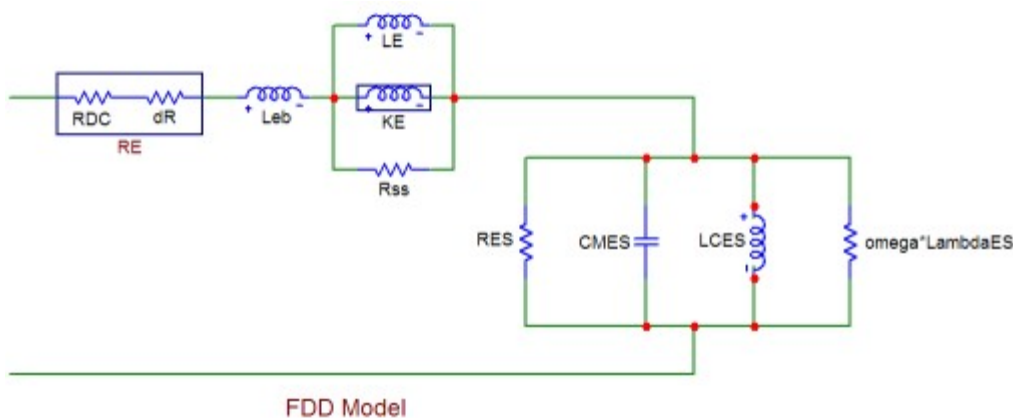 LE
RDC
dR
Leb
KE
RE
Rss
RES
CMES
LCES
omega*LambdaES
FDD Model